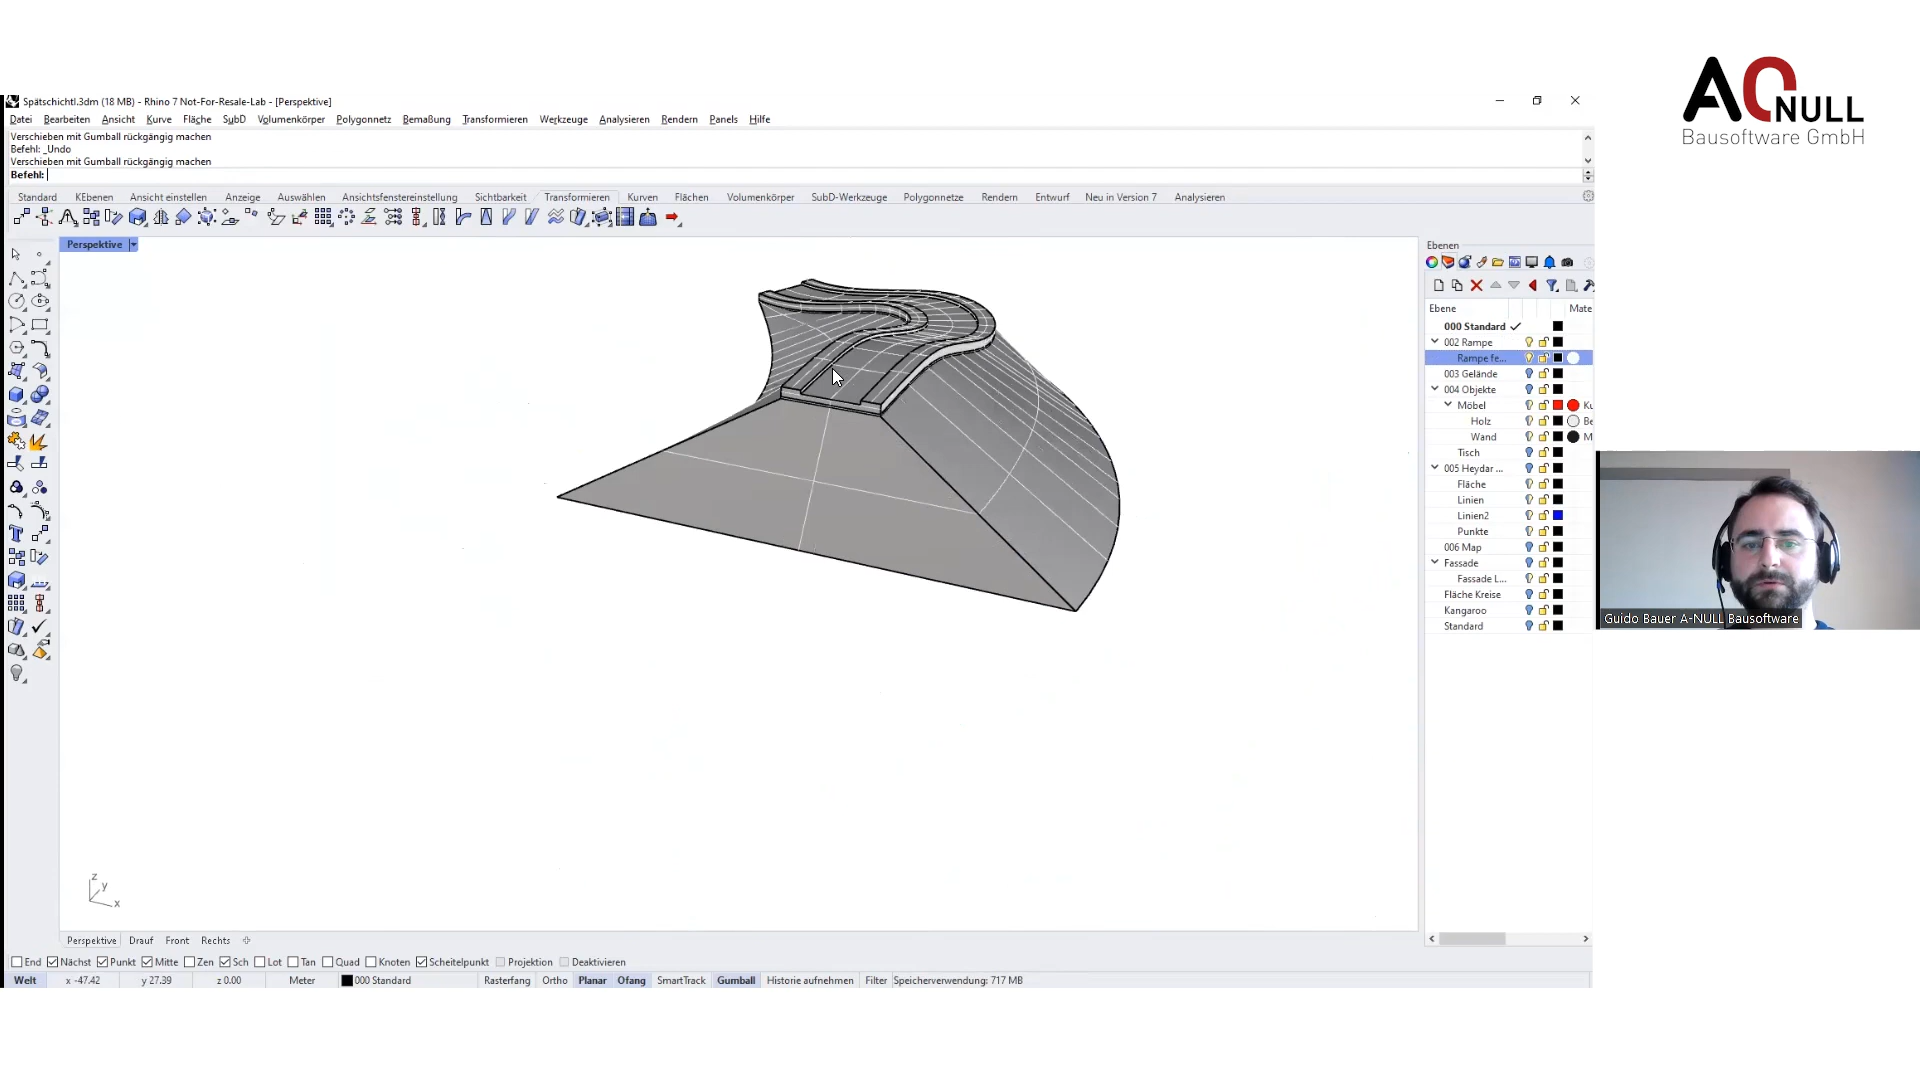 AONULL
Bausoftware GmbH
Spätschichtl.3dm (18 MB) - Rhino 7 Not-For-Resale-Lab - [Perspektive]
Datei Bearbeiten Ansicht Kurve Fläche SubD Volumenkörper Polygonnetz Bemaßung Transformieren Werkzeuge Analysieren Rendern Panels Hilfe
Verschieben mit Gumball rückgängig machen
Befehl: _Undo
Verschieben mit Gumball rückgängig machen
Befehl:
Standard KEbenen Ansicht einstellen Anzeige Auswählen Ansichtsfenstereinstellung Sichtbarkeit Transformieren Kurven Flächen Volumenkörper SubD-Werkzeuge Polygonnetze Rendern Entwurf Neu in Version 7 Analysieren
Perspektive
Ebenen
Ebene Mate
000 Standard
002 Rampe
Rampe fe...
003 Gelände
004 Objekte
Möbel Ku
Holz Be
Wand M
Tisch
005 Heydar ...
Fläche
Linien
Linien2
Punkte
006 Map
Fassade
Fassade L...
Fläche Kreise
Kangaroo
Standard
Guido Bauer A-NULL Bausoftware
z
y
x
Perspektive Drauf Front Rechts
End Nächst Punkt Mitte Zen Sch Lot Tan Quad Knoten Scheitelpunkt Projektion Deaktivieren
Welt x -47.42 y 27.39 z 0.00 Meter 000 Standard Rasterfang Ortho Planar Ofang SmartTrack Gumball Historie aufnehmen Filter Speicherverwendung: 717 MB